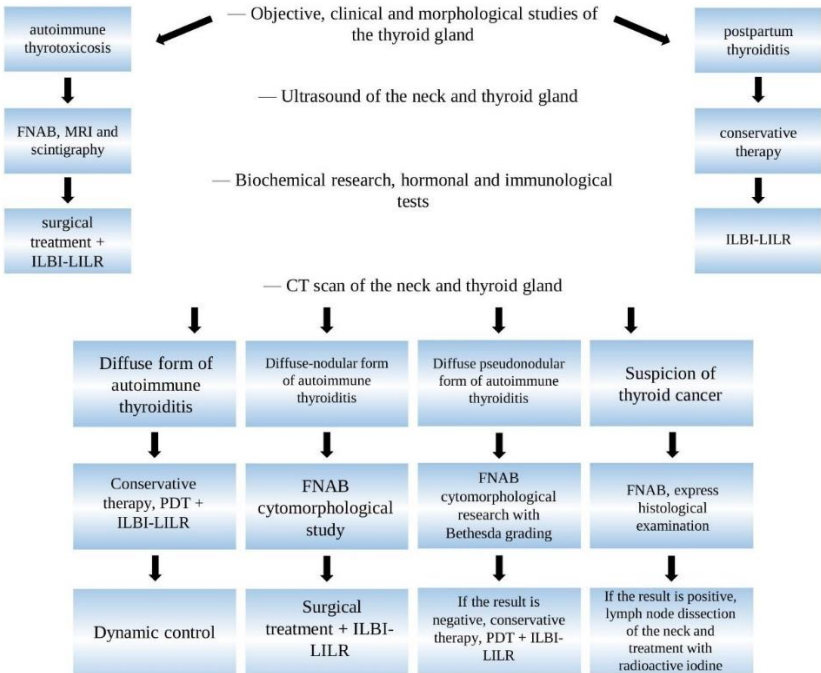 autoimmune
thyrotoxicosis
— Objective, clinical and morphological studies of
the thyroid gland
postpartum
thyroiditis
— Ultrasound of the neck and thyroid gland
FNAB, MRI and
scintigraphy
conservative
therapy
— Biochemical research, hormonal and immunological
tests
surgical
treatment +
ILBI-LILR
ILBI-LILR
— CT scan of the neck and thyroid gland
Diffuse form of
autoimmune
thyroiditis
Diffuse-nodular form
of autoimmune
thyroiditis
Diffuse pseudonodular
form of autoimmune
thyroiditis
Suspicion of
thyroid cancer
Conservative
therapy, PDT +
ILBI-LILR
FNAB
cytomorphological
study
FNAB
cytomorphological
research with
Bethesda grading
FNAB, express
histological
examination
Dynamic control
Surgical
treatment + ILBI-
LILR
If the result is
negative, conservative
therapy, PDT + ILBI-
LILR
If the result is positive,
lymph node dissection
of the neck and
treatment with
radioactive iodine